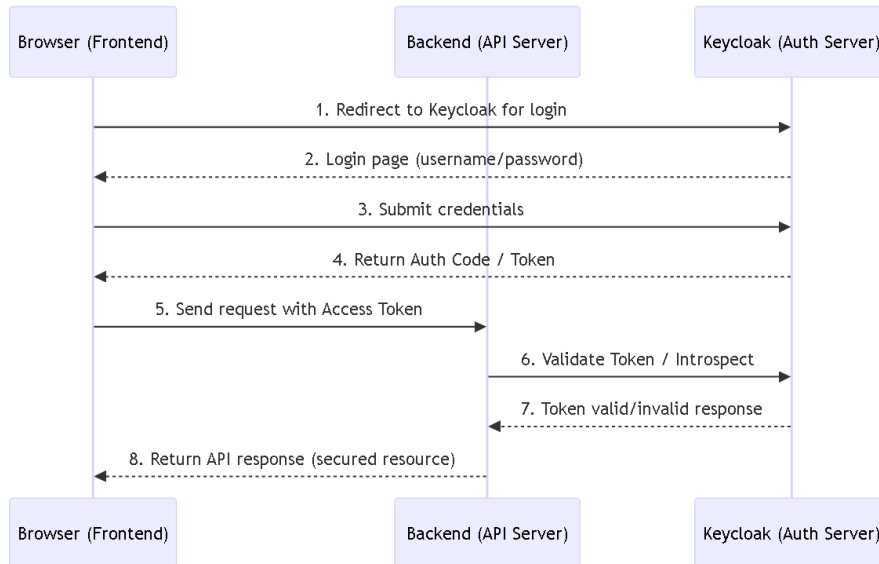 Browser (Frontend)
Backend (API Server)
Keycloak (Auth Server)
1. Redirect to Keycloak for login
2. Login page (username/password)
3. Submit credentials
4. Return Auth Code / Token
5. Send request with Access Token
6. Validate Token / Introspect
7. Token valid/invalid response
8. Return API response (secured resource)
Browser (Frontend)
Backend (API Server)
Keycloak (Auth Server)